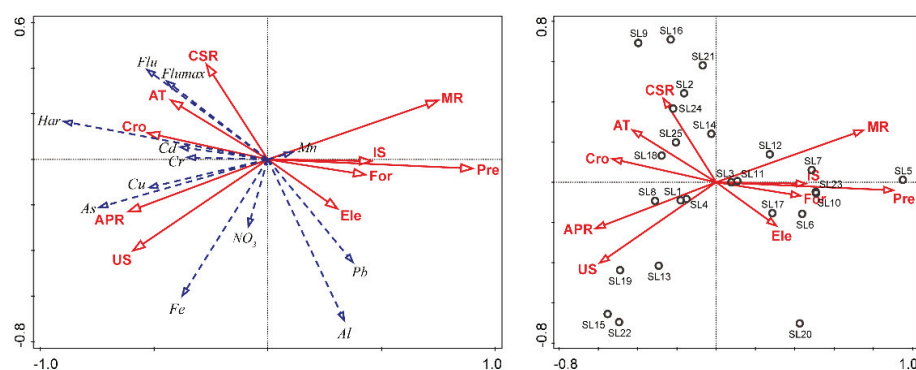 0.6
CSR
Flu
Flumax
AT
MR
Har
Cro
Cd
Mn
Cr
IS
For
Pre
Cu
As
APR
Ele
NO3
US
Pb
Fe
Al
-0.8
-1.0
1.0
0.8
SL9
SL16
SL21
SL2
CSR
SL24
AT
SL14
MR
SL25
SL18
SL12
Cro
SL7
SL3
SL11
IS
SL5
SL8
SL1
SL4
SL23
For
Pre
SL10
SL17
SL6
APR
Ele
US
SL19
SL13
SL15
SL22
SL20
-0.8
-0.8
1.0